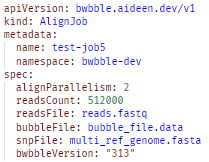 apiVersion: bwbble.aideen.dev/v1
kind: AlignJob
metadata:
  name: test-job5
  namespace: bwbble-dev
spec:
  alignParallelism: 2
  readsCount: 512000
  readsFile: reads.fastq
  bubbleFile: bubble_file.data
  snpFile: multi_ref_genome.fasta
  bwbbleVersion: "313"